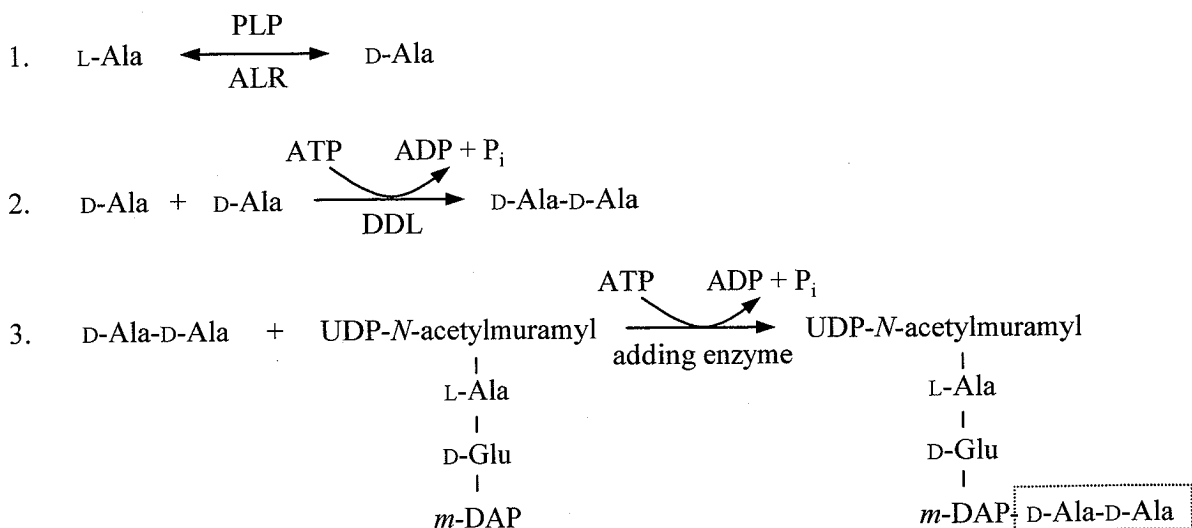 PLP
1. L-Ala D-Ala
ALR
ATP ADP + Pi
2. D-Ala + D-Ala D-Ala-D-Ala
DDL
ATP ADP + Pi
3. D-Ala-D-Ala + UDP-N-acetylmuramyl UDP-N-acetylmuramyl
adding enzyme
L-Ala L-Ala
D-Glu D-Glu
m-DAP m-DAP- D-Ala-D-Ala